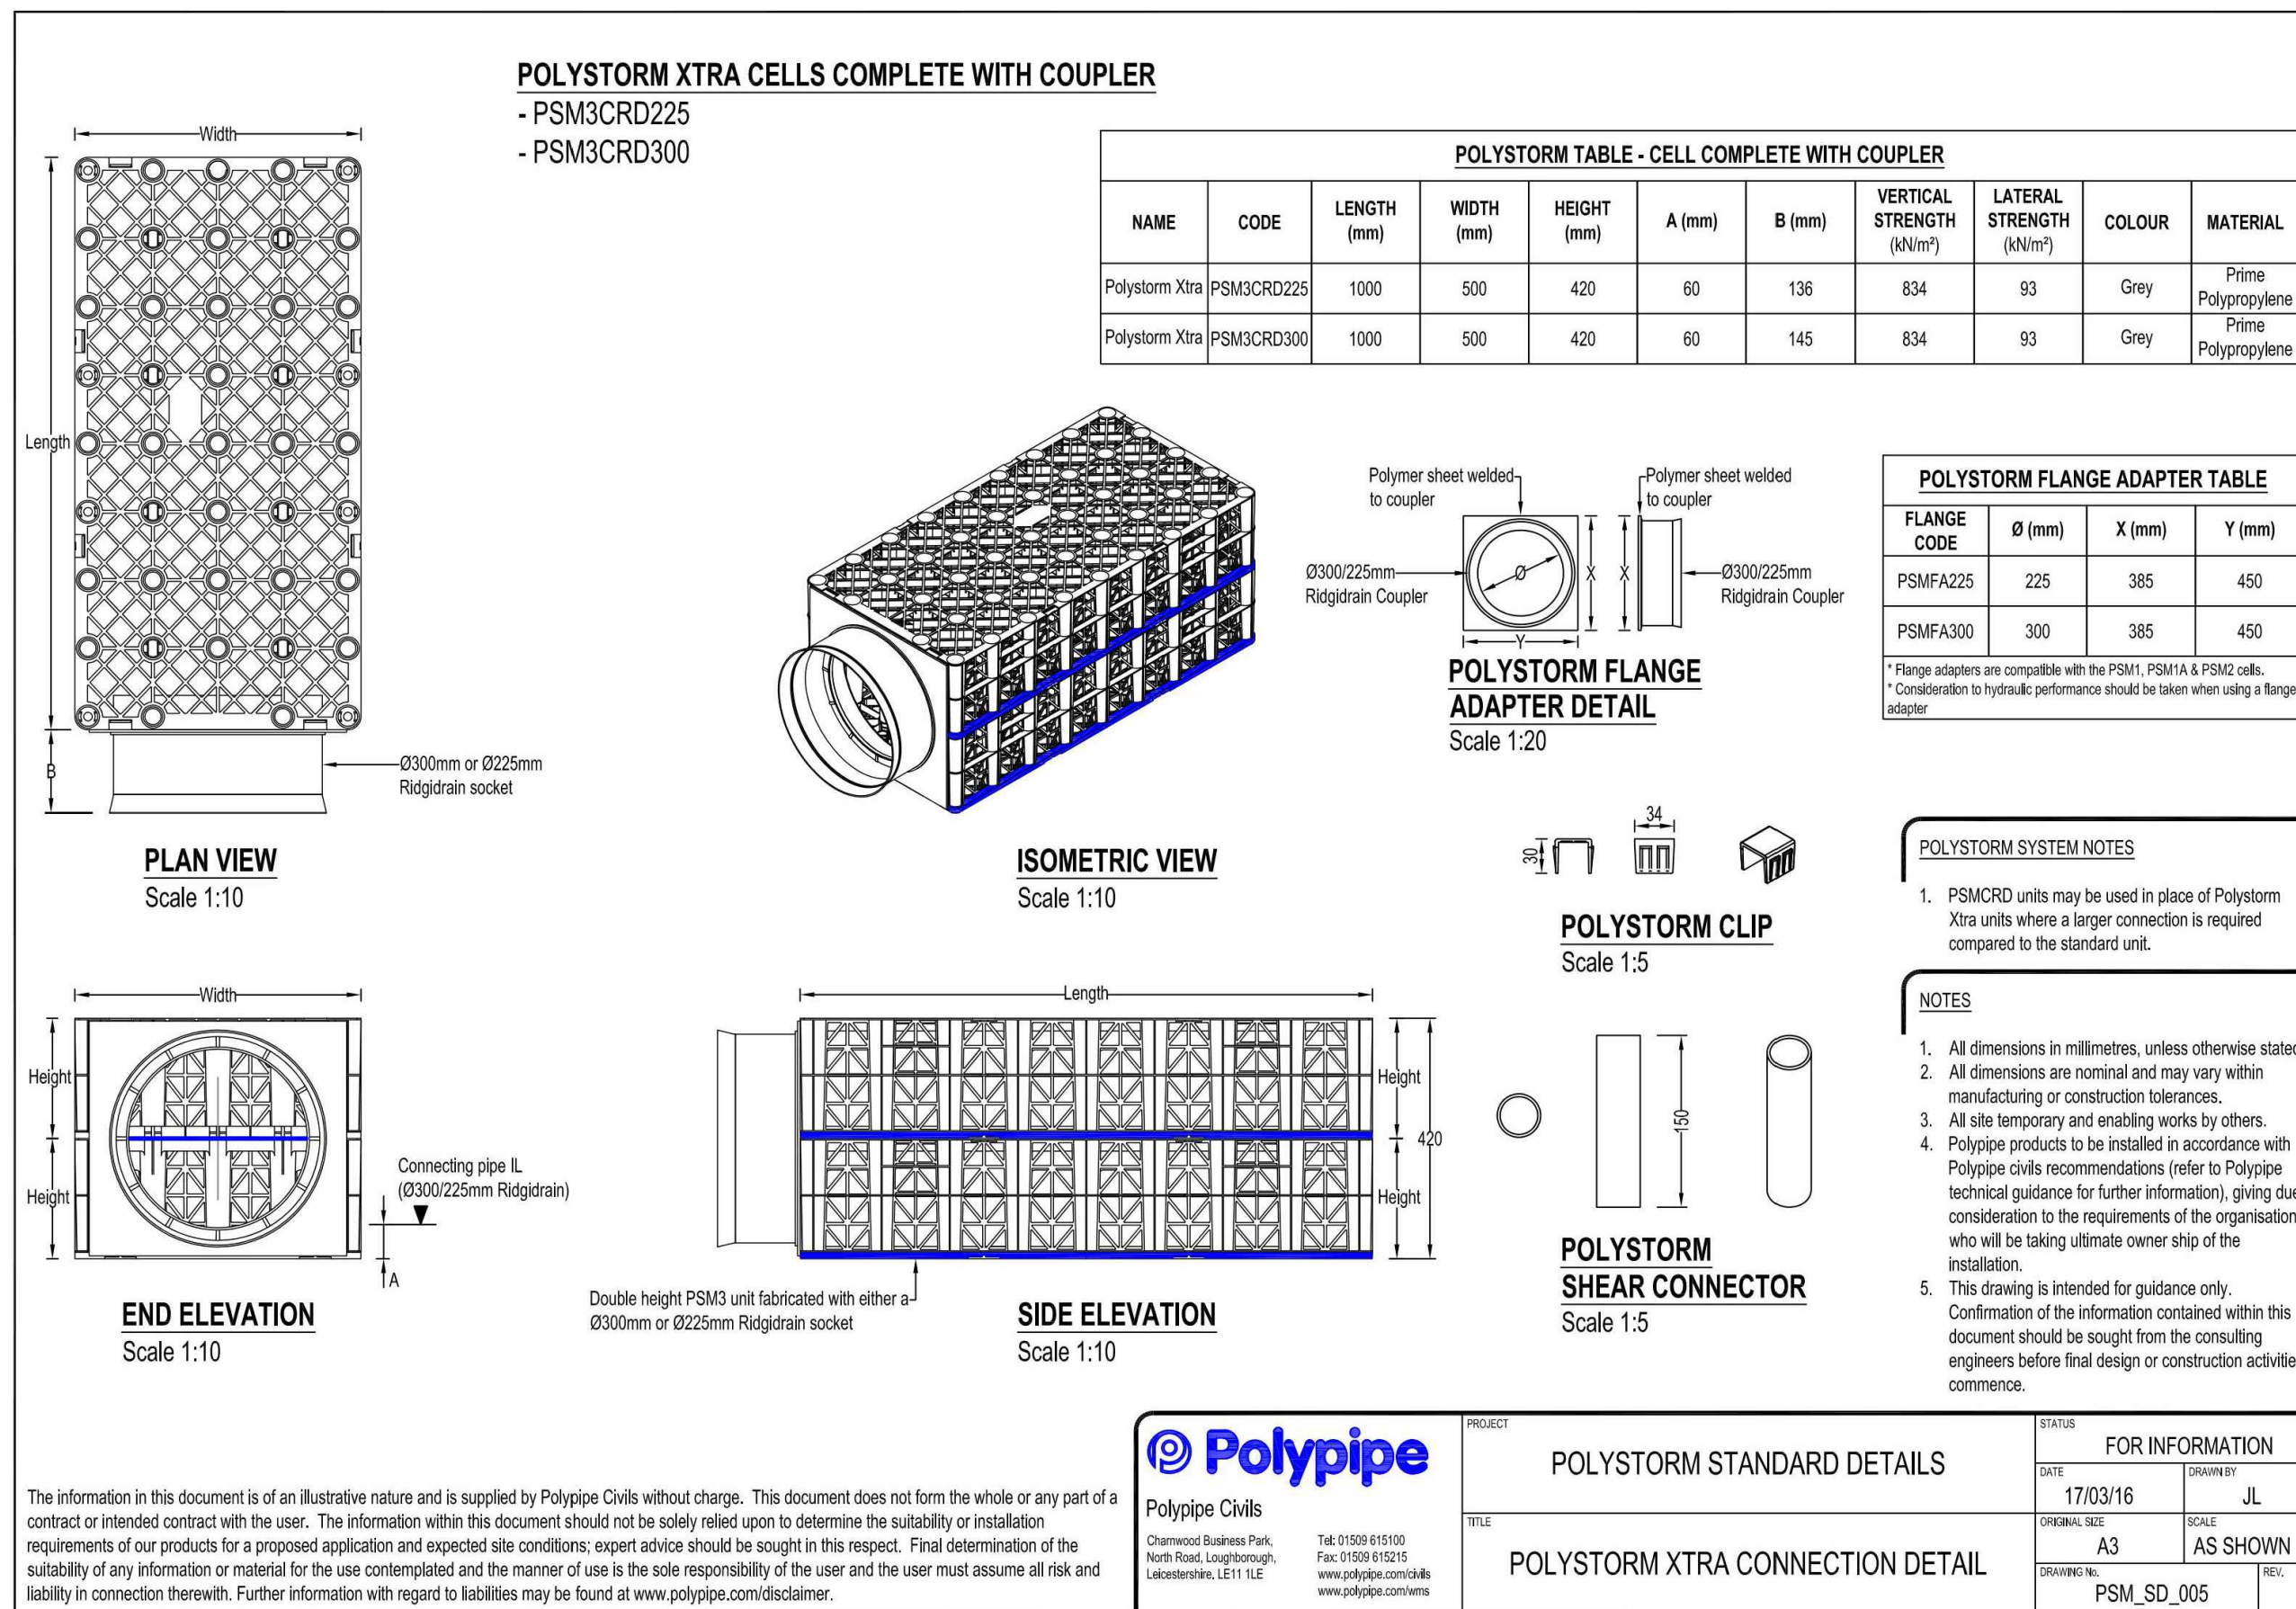 POLYSTORM XTRA CELLS COMPLETE WITH COUPLER
- PSM3CRD225
- PSM3CRD300
Width
Length
B
Ø300mm or Ø225mm
Ridgidrain socket
PLAN VIEW
Scale 1:10
POLYSTORM TABLE - CELL COMPLETE WITH COUPLER
NAME CODE LENGTH (mm) WIDTH (mm) HEIGHT (mm) A (mm) B (mm) VERTICAL STRENGTH (kN/m²) LATERAL STRENGTH (kN/m²) COLOUR MATERIAL
Polystorm Xtra PSM3CRD225 1000 500 420 60 136 834 93 Grey Prime Polypropylene
Polystorm Xtra PSM3CRD300 1000 500 420 60 145 834 93 Grey Prime Polypropylene
ISOMETRIC VIEW
Scale 1:10
Polymer sheet welded
to coupler
Polymer sheet welded
to coupler
Ø300/225mm
Ridgidrain Coupler
Ø
X
X
Y
Ø300/225mm
Ridgidrain Coupler
POLYSTORM FLANGE
ADAPTER DETAIL
Scale 1:20
POLYSTORM FLANGE ADAPTER TABLE
FLANGE CODE Ø (mm) X (mm) Y (mm)
PSMFA225 225 385 450
PSMFA300 300 385 450
* Flange adapters are compatible with the PSM1, PSM1A & PSM2 cells.
* Consideration to hydraulic performance should be taken when using a flange
adapter
34
30
POLYSTORM CLIP
Scale 1:5
POLYSTORM SYSTEM NOTES
1. PSMCRD units may be used in place of Polystorm
Xtra units where a larger connection is required
compared to the standard unit.
Width
Height
Height
Connecting pipe IL
(Ø300/225mm Ridgidrain)
A
END ELEVATION
Scale 1:10
Length
Height
420
Height
Double height PSM3 unit fabricated with either a
Ø300mm or Ø225mm Ridgidrain socket
SIDE ELEVATION
Scale 1:10
150
POLYSTORM
SHEAR CONNECTOR
Scale 1:5
NOTES
1. All dimensions in millimetres, unless otherwise stated
2. All dimensions are nominal and may vary within
manufacturing or construction tolerances.
3. All site temporary and enabling works by others.
4. Polypipe products to be installed in accordance with
Polypipe civils recommendations (refer to Polypipe
technical guidance for further information), giving due
consideration to the requirements of the organisation
who will be taking ultimate owner ship of the
installation.
5. This drawing is intended for guidance only.
Confirmation of the information contained within this
document should be sought from the consulting
engineers before final design or construction activitie
commence.
The information in this document is of an illustrative nature and is supplied by Polypipe Civils without charge. This document does not form the whole or any part of a
contract or intended contract with the user. The information within this document should not be solely relied upon to determine the suitability or installation
requirements of our products for a proposed application and expected site conditions; expert advice should be sought in this respect. Final determination of the
suitability of any information or material for the use contemplated and the manner of use is the sole responsibility of the user and the user must assume all risk and
liability in connection therewith. Further information with regard to liabilities may be found at www.polypipe.com/disclaimer.
Polypipe
Polypipe Civils
Charnwood Business Park,
North Road, Loughborough,
Leicestershire, LE11 1LE
Tel: 01509 615100
Fax: 01509 615215
www.polypipe.com/civils
www.polypipe.com/wms
PROJECT
POLYSTORM STANDARD DETAILS
TITLE
POLYSTORM XTRA CONNECTION DETAIL
STATUS
FOR INFORMATION
DATE
17/03/16
DRAWN BY
JL
ORIGINAL SIZE
A3
SCALE
AS SHOWN
DRAWING No.
PSM_SD_005
REV.